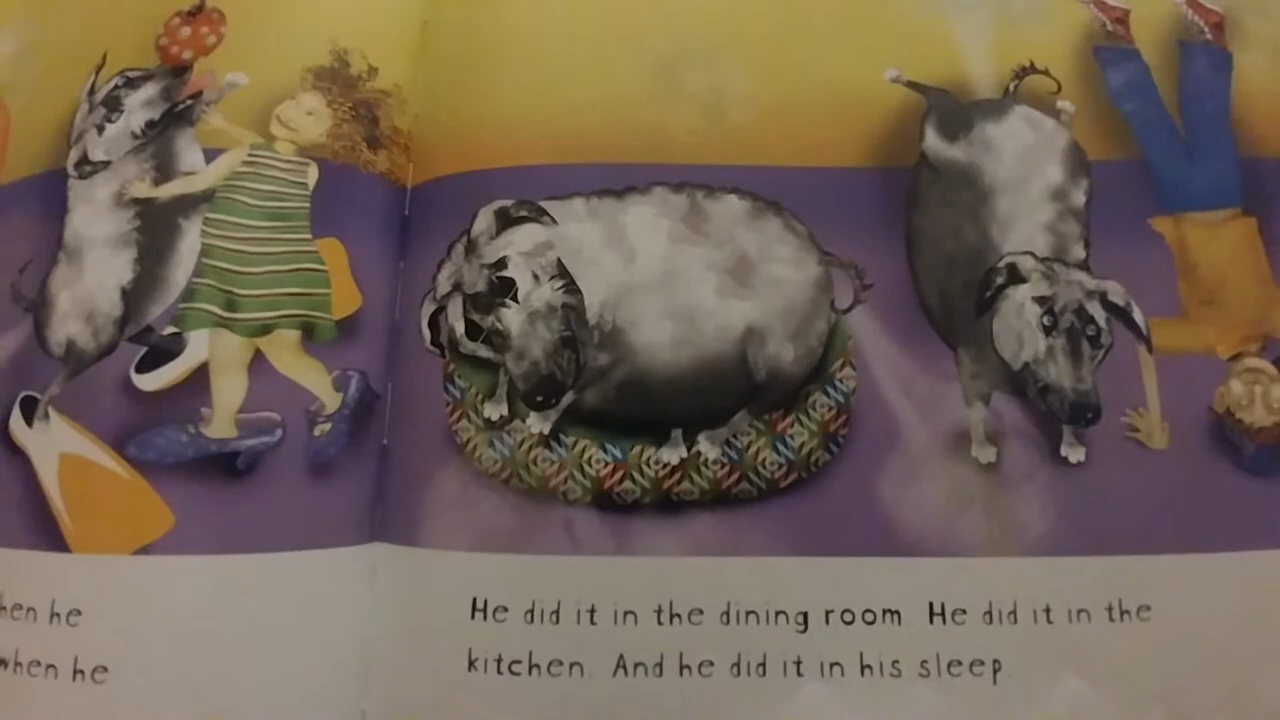 hen he
when he
He did it in the dining room. He did it in the
kitchen. And he did it in his sleep.